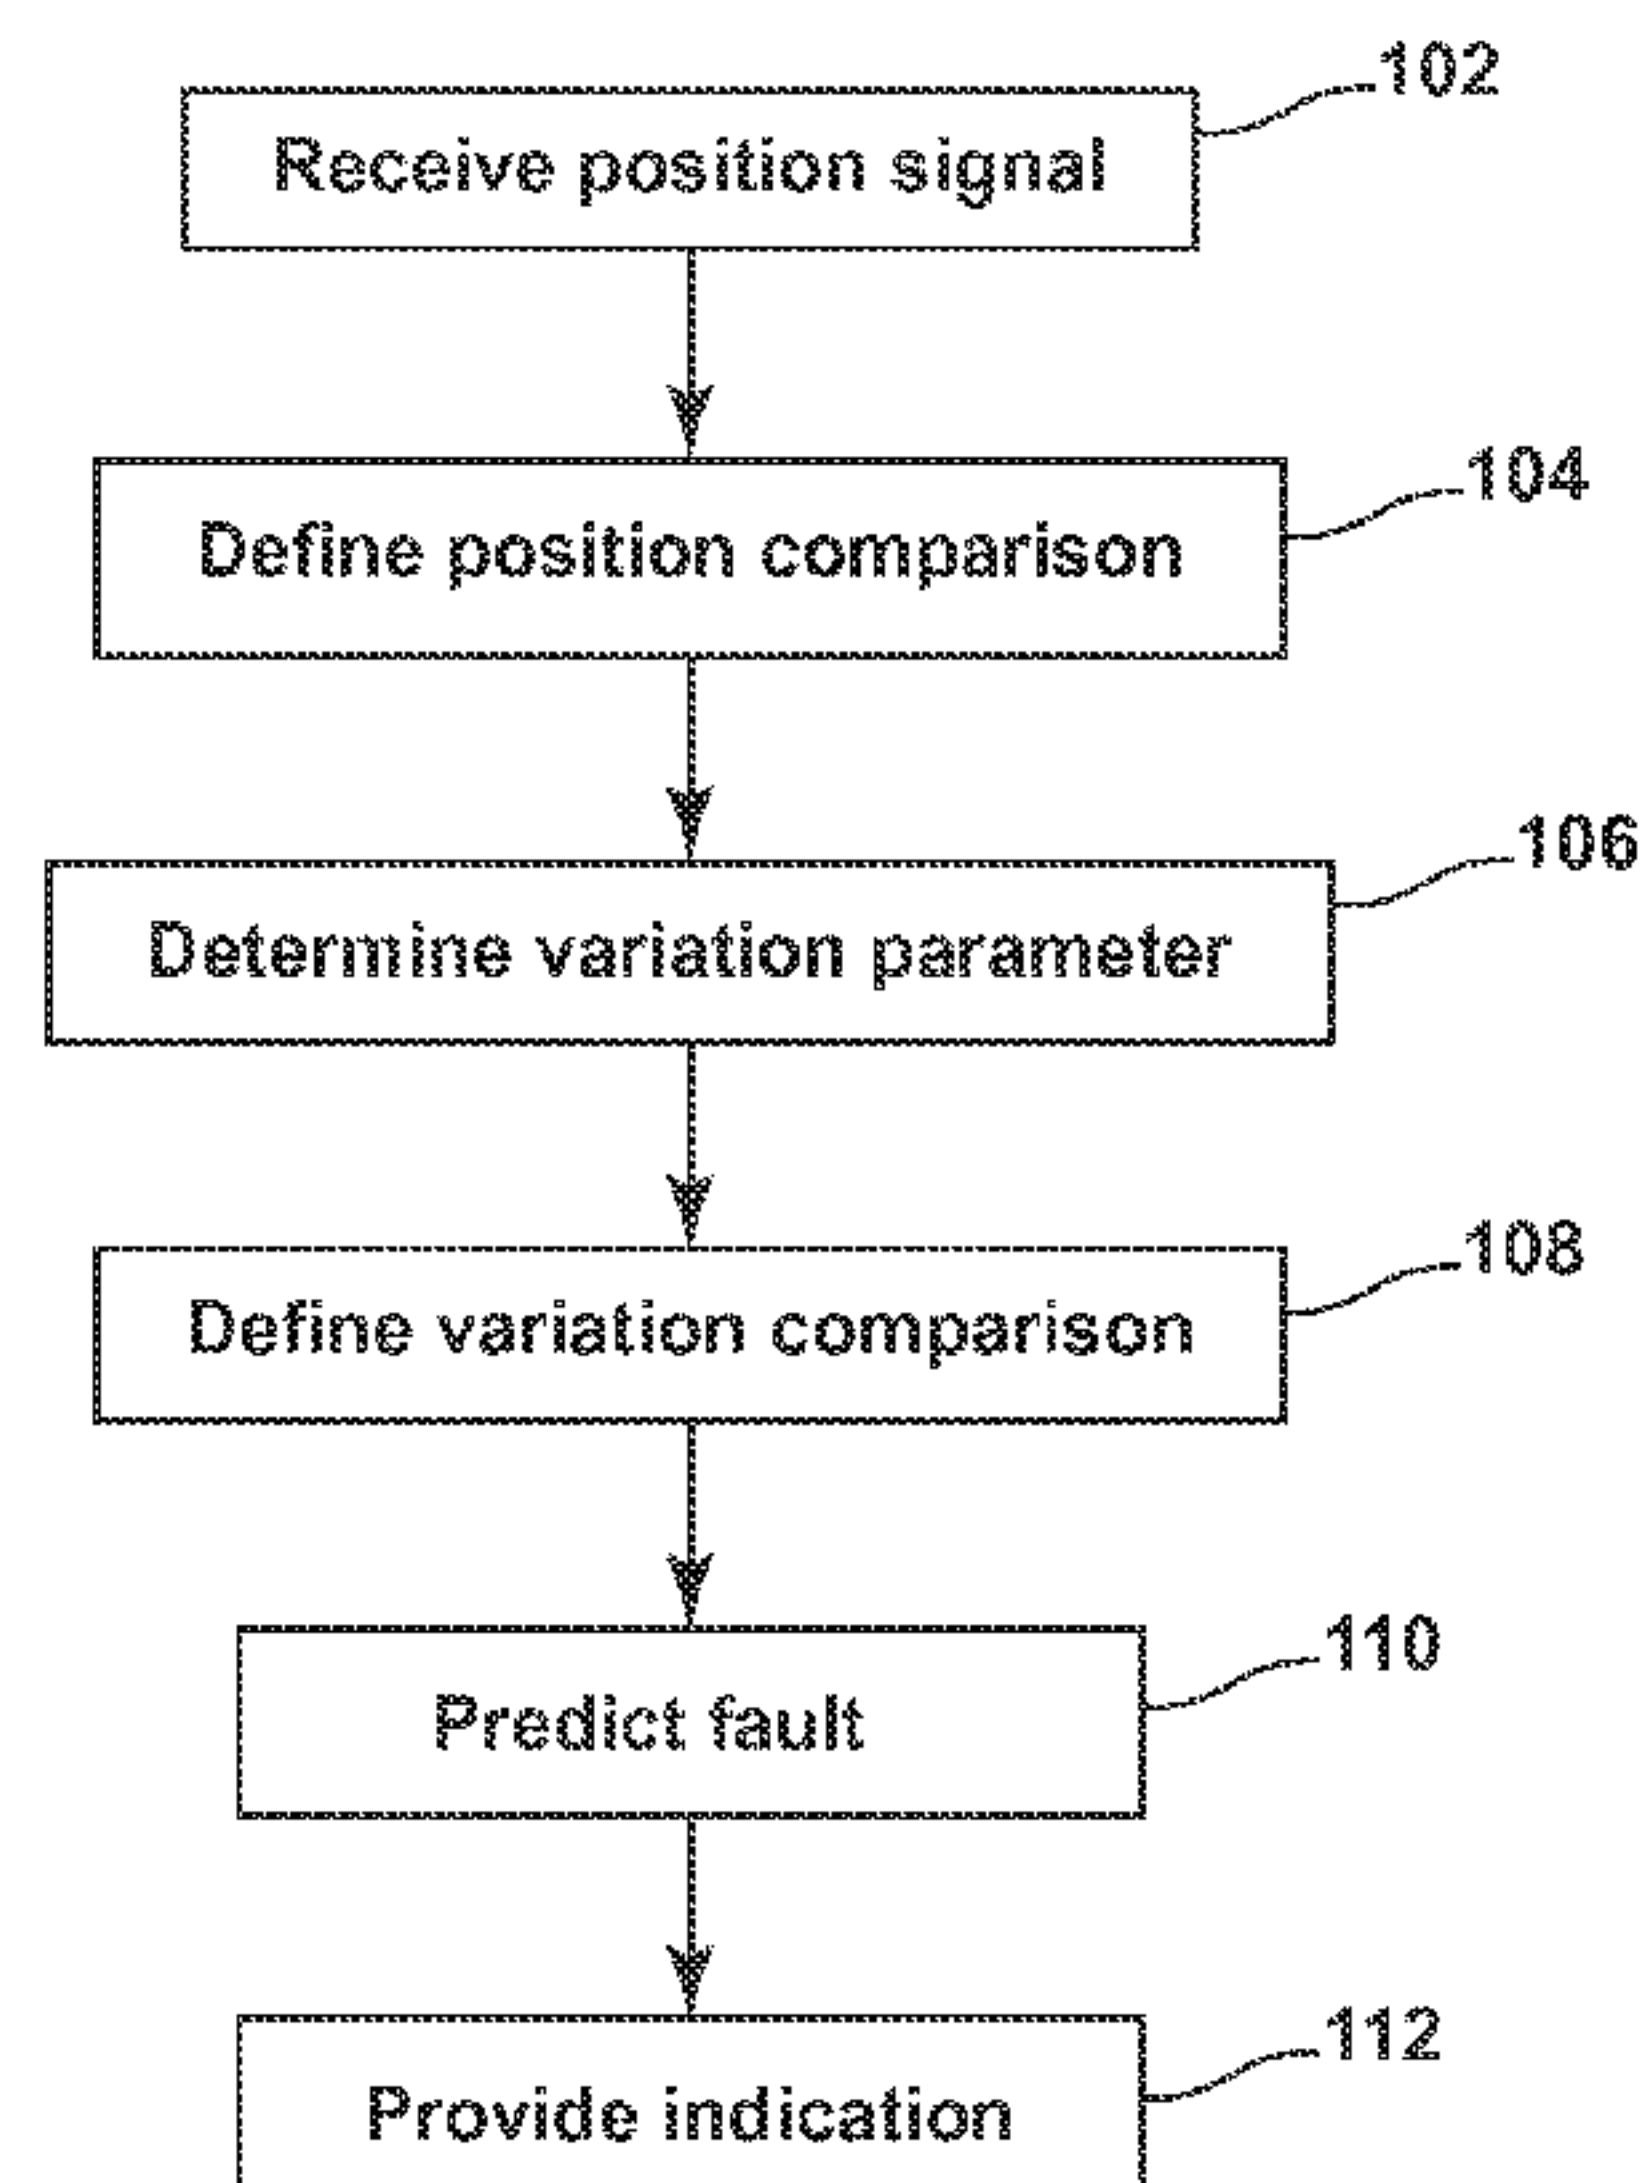 102
Receive position signal
104
Define position comparison
106
Determine variation parameter
108
Define variation comparison
110
Predict fault
112
Provide indication